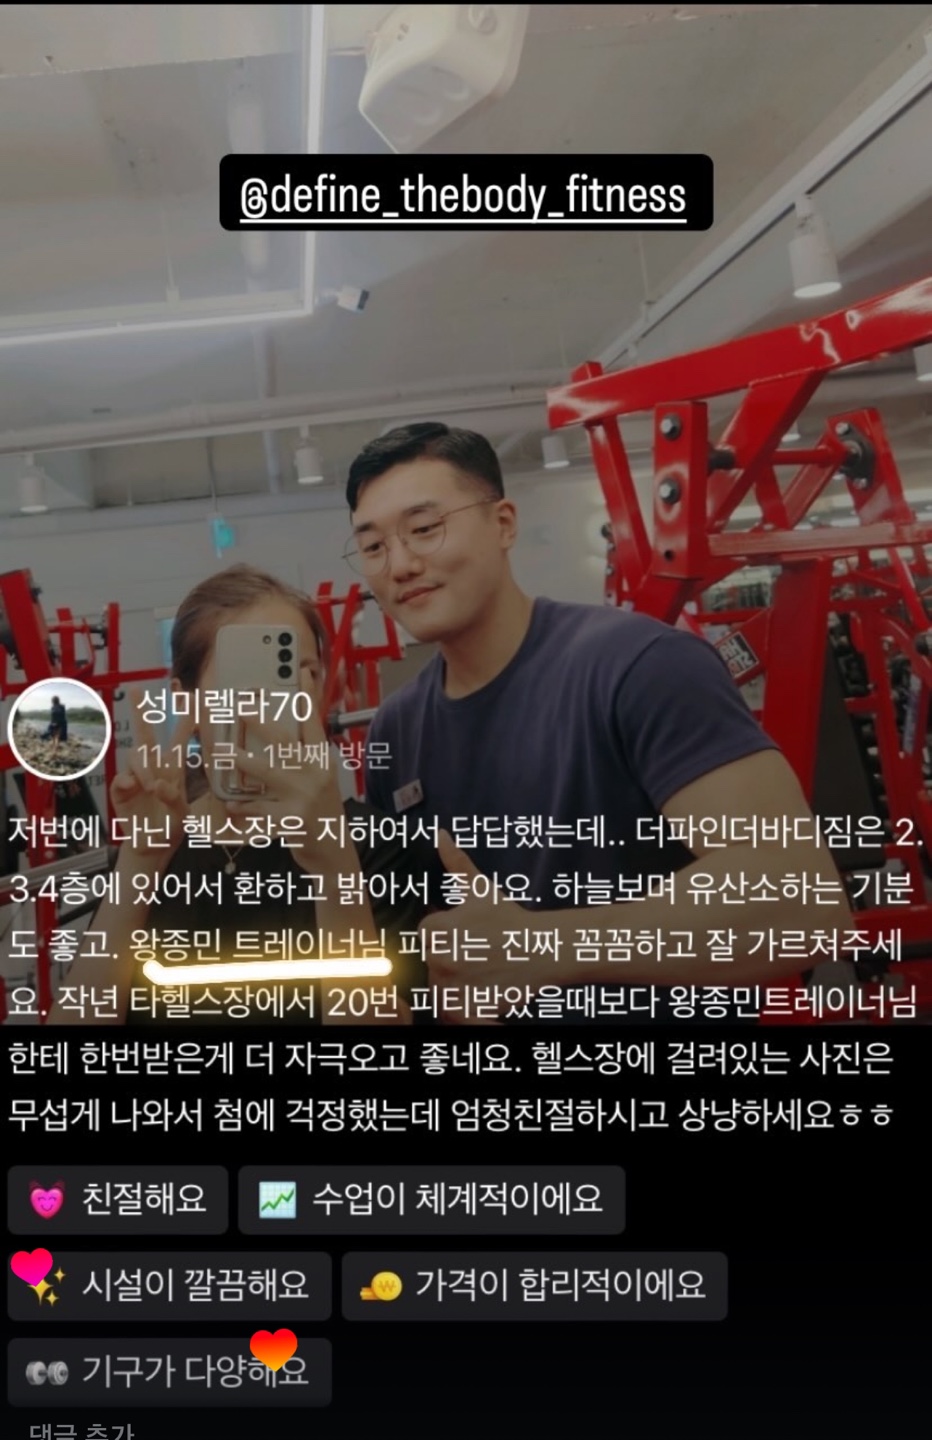 @define_thebody_fitness
성미렐라70
11.15.금 · 1번째 방문
저번에 다닌 헬스장은 지하여서 답답했는데.. 더파인더바디짐은 2.
3.4층에 있어서 환하고 밝아서 좋아요. 하늘보며 유산소하는 기분
도 좋고. 왕종민 트레이너님 피티는 진짜 꼼꼼하고 잘 가르쳐주세
요. 작년 타헬스장에서 20번 피티받았을때보다 왕종민트레이너님
한테 한번받은게 더 자극오고 좋네요. 헬스장에 걸려있는 사진은
무섭게 나와서 첨에 걱정했는데 엄청친절하시고 상냥하세요ㅎㅎ
친절해요
수업이 체계적이에요
시설이 깔끔해요
가격이 합리적이에요
기구가 다양해요
댓글 추가